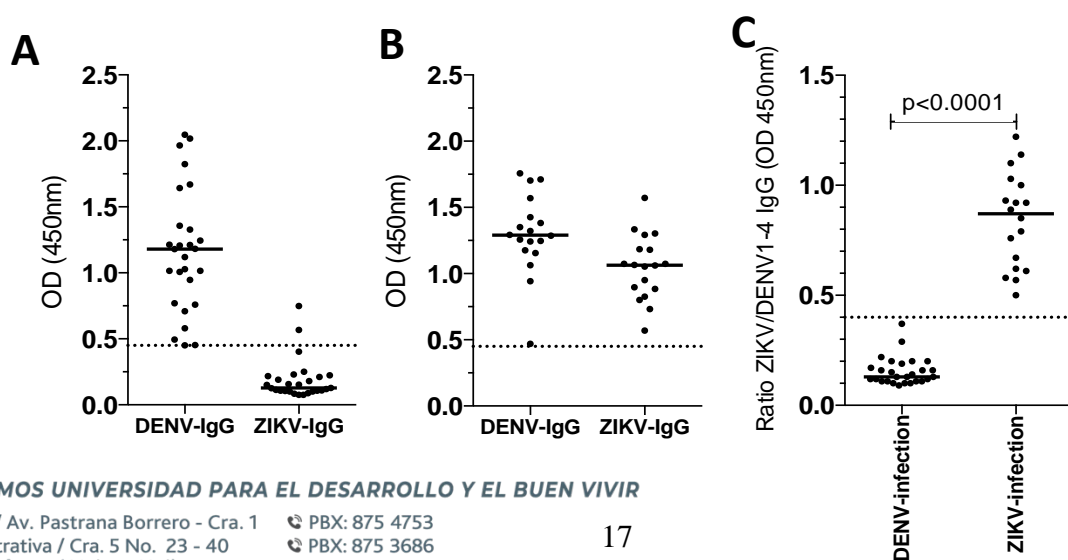 A
OD (450nm)
2.5
2.0
1.5
1.0
0.5
0.0
DENV-IgG ZIKV-IgG
B
OD (450nm)
2.5
2.0
1.5
1.0
0.5
0.0
DENV-IgG ZIKV-IgG
C
Ratio ZIKV/DENV1-4 IgG (OD 450nm)
1.5
1.0
0.5
0.0
p<0.0001
DENV-infection
ZIKV-infection
MOS UNIVERSIDAD PARA EL DESARROLLO Y EL BUEN VIVIR
/ Av. Pastrana Borrero - Cra. 1 PBX: 875 4753
trativa / Cra. 5 No. 23 - 40 PBX: 875 3686
17